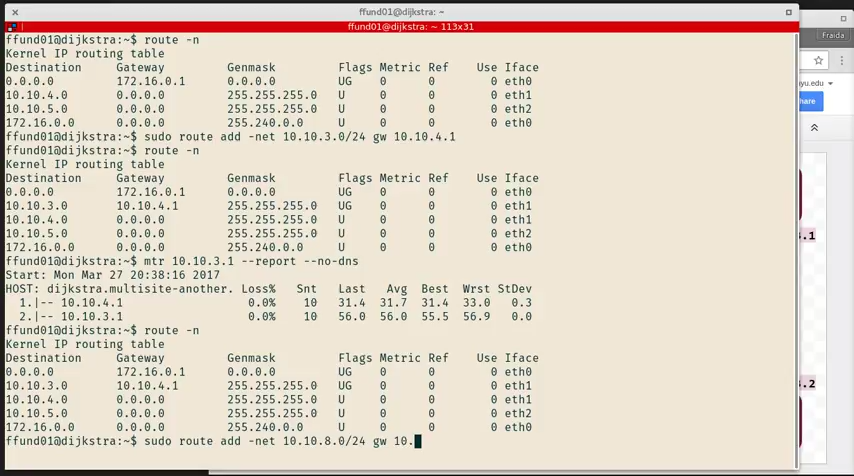 ffund01@dijkstra: ~
ffund01@dijkstra: ~ 113x31
ffund01@dijkstra:~$ route -n
Kernel IP routing table
Destination Gateway Genmask Flags Metric Ref Use Iface
0.0.0.0 172.16.0.1 0.0.0.0 UG 0 0 0 eth0
10.10.4.0 0.0.0.0 255.255.255.0 U 0 0 0 eth1
10.10.5.0 0.0.0.0 255.255.255.0 U 0 0 0 eth2
172.16.0.0 0.0.0.0 255.240.0.0 U 0 0 0 eth0
ffund01@dijkstra:~$ sudo route add -net 10.10.3.0/24 gw 10.10.4.1
ffund01@dijkstra:~$ route -n
Kernel IP routing table
Destination Gateway Genmask Flags Metric Ref Use Iface
0.0.0.0 172.16.0.1 0.0.0.0 UG 0 0 0 eth0
10.10.3.0 10.10.4.1 255.255.255.0 UG 0 0 0 eth1
10.10.4.0 0.0.0.0 255.255.255.0 U 0 0 0 eth1
10.10.5.0 0.0.0.0 255.255.255.0 U 0 0 0 eth2
172.16.0.0 0.0.0.0 255.240.0.0 U 0 0 0 eth0
ffund01@dijkstra:~$ mtr 10.10.3.1 --report --no-dns
Start: Mon Mar 27 20:38:16 2017
HOST: dijkstra.multisite-another. Loss% Snt Last Avg Best Wrst StDev
1.|-- 10.10.4.1 0.0% 10 31.4 31.7 31.4 33.0 0.3
2.|-- 10.10.3.1 0.0% 10 56.0 56.0 55.5 56.9 0.0
ffund01@dijkstra:~$ route -n
Kernel IP routing table
Destination Gateway Genmask Flags Metric Ref Use Iface
0.0.0.0 172.16.0.1 0.0.0.0 UG 0 0 0 eth0
10.10.3.0 10.10.4.1 255.255.255.0 UG 0 0 0 eth1
10.10.4.0 0.0.0.0 255.255.255.0 U 0 0 0 eth1
10.10.5.0 0.0.0.0 255.255.255.0 U 0 0 0 eth2
172.16.0.0 0.0.0.0 255.240.0.0 U 0 0 0 eth0
ffund01@dijkstra:~$ sudo route add -net 10.10.8.0/24 gw 10.
Fraida
yu.edu
hare
3.1
3.2